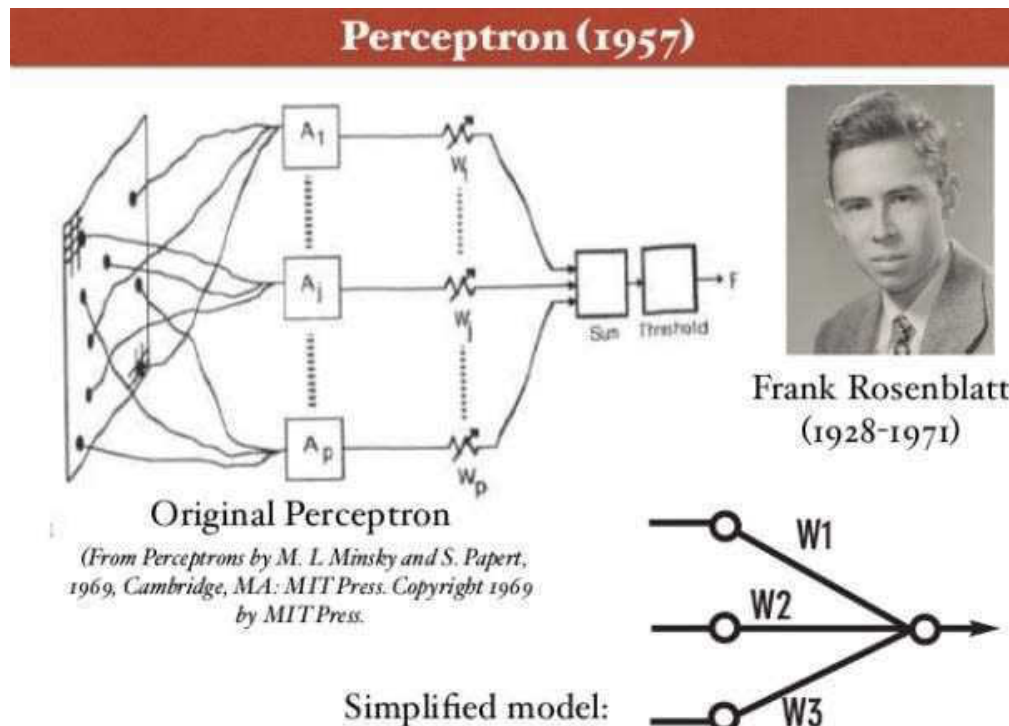 Perceptron (1957)
A1
W1
Aj
Wj
Sum Threshold
F
Ap
Wp
Frank Rosenblatt
(1928-1971)
Original Perceptron
(From Perceptrons by M. L Minsky and S. Papert,
1969, Cambridge, MA: MIT Press. Copyright 1969
by MIT Press.
W1
W2
Simplified model:
W3